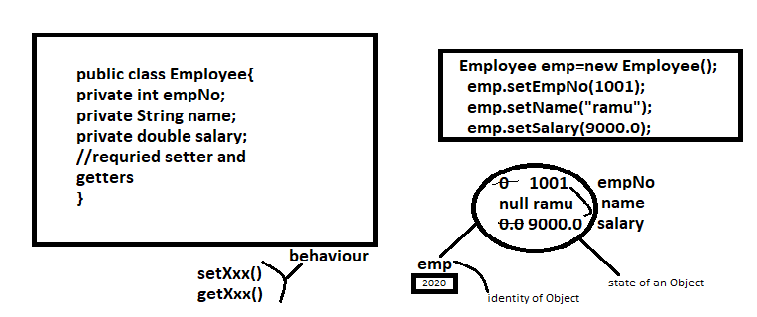 public class Employee{
private int empNo;
private String name;
private double salary;
//requried setter and
getters
}
behaviour
setXxx()
getXxx()
Employee emp=new Employee();
emp.setEmpNo(1001);
emp.setName("ramu");
emp.setSalary(9000.0);
0 1001 empNo
null ramu name
0.0 9000.0 salary
emp
2020
identity of Object
state of an Object